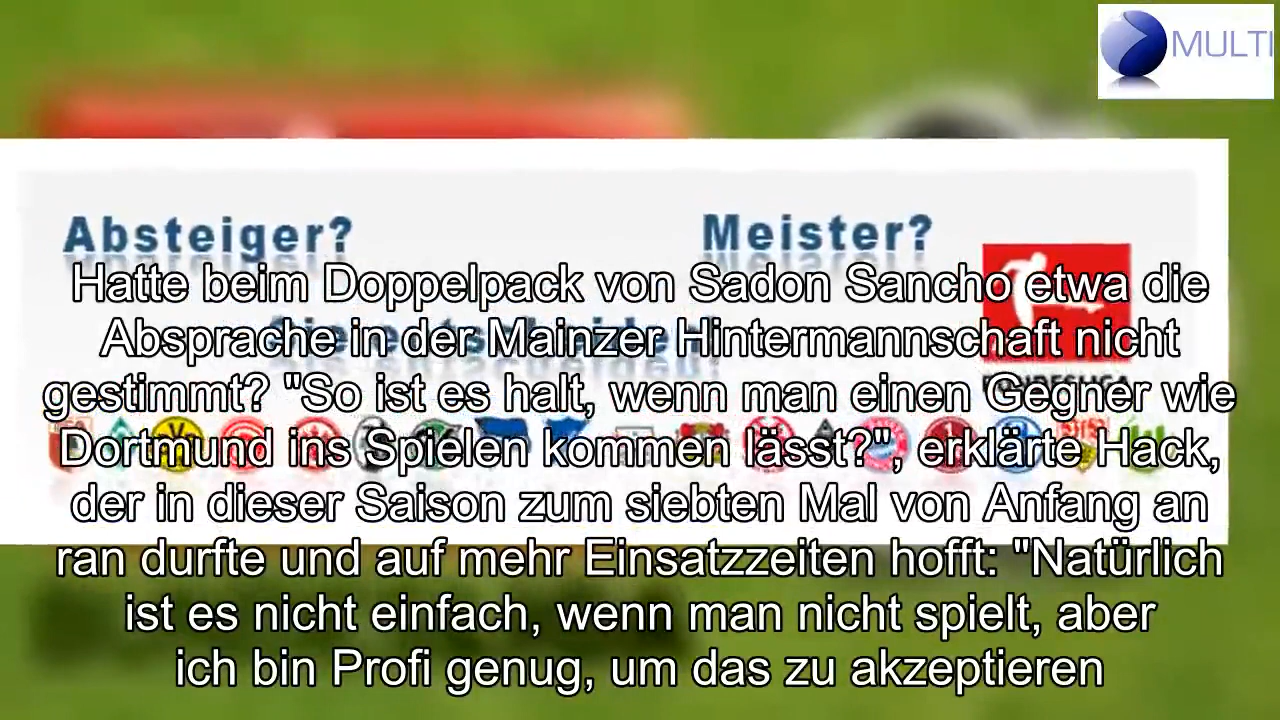 MULTI
Absteiger?
Meister?
Hatte beim Doppelpack von Sadon Sancho etwa die
Absprache in der Mainzer Hintermannschaft nicht
gestimmt? "So ist es halt, wenn man einen Gegner wie
Dortmund ins Spielen kommen lässt?", erklärte Hack,
der in dieser Saison zum siebten Mal von Anfang an
ran durfte und auf mehr Einsatzzeiten hofft: "Natürlich
ist es nicht einfach, wenn man nicht spielt, aber
ich bin Profi genug, um das zu akzeptieren